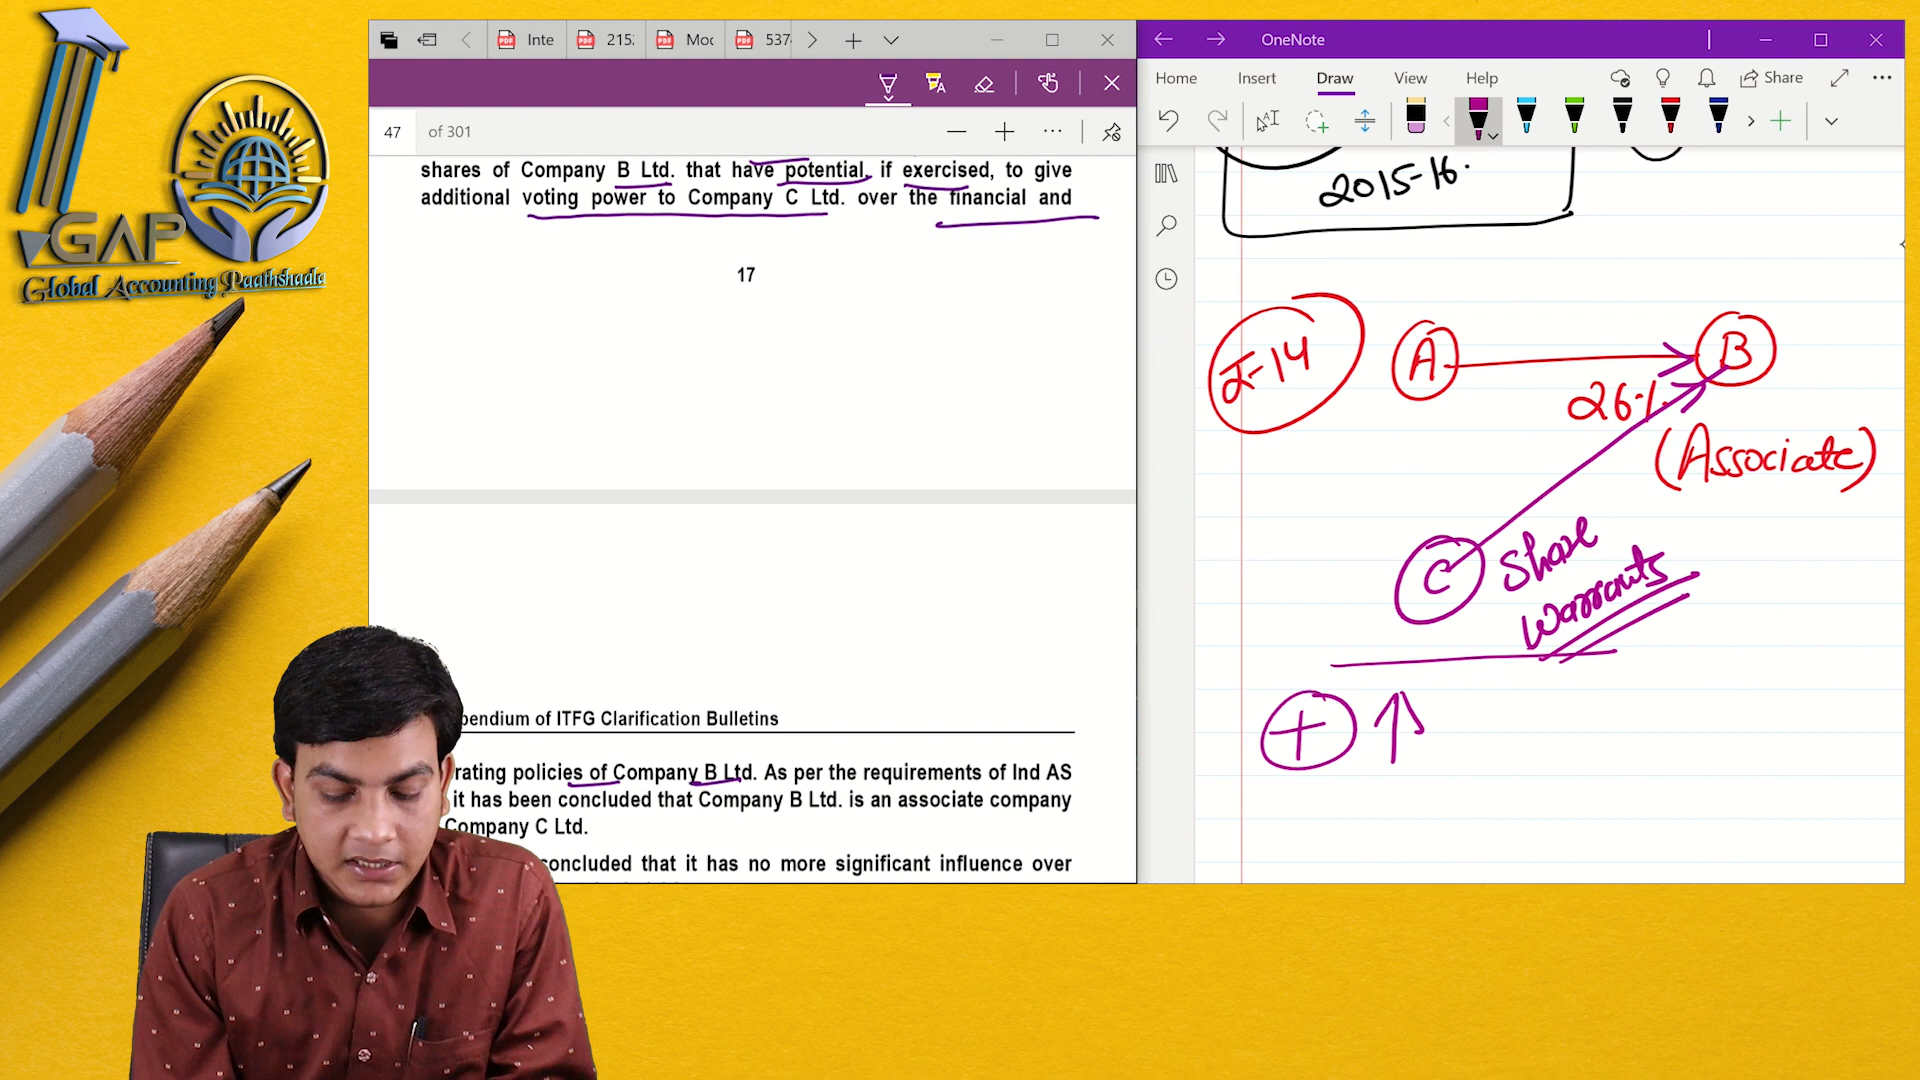 GAP
Global Accounting Paathshaala
Inte
215
Mo
537
47 of 301
shares of Company B Ltd. that have potential, if exercised, to give
additional voting power to Company C Ltd. over the financial and
17
pendium of ITFG Clarification Bulletins
rating policies of Company B Ltd. As per the requirements of Ind AS
it has been concluded that Company B Ltd. is an associate company
Company C Ltd.
concluded that it has no more significant influence over
OneNote
Home Insert Draw View Help Share
2015-16.
I-14
A
B
26%
(Associate)
C
Share
warrants
+